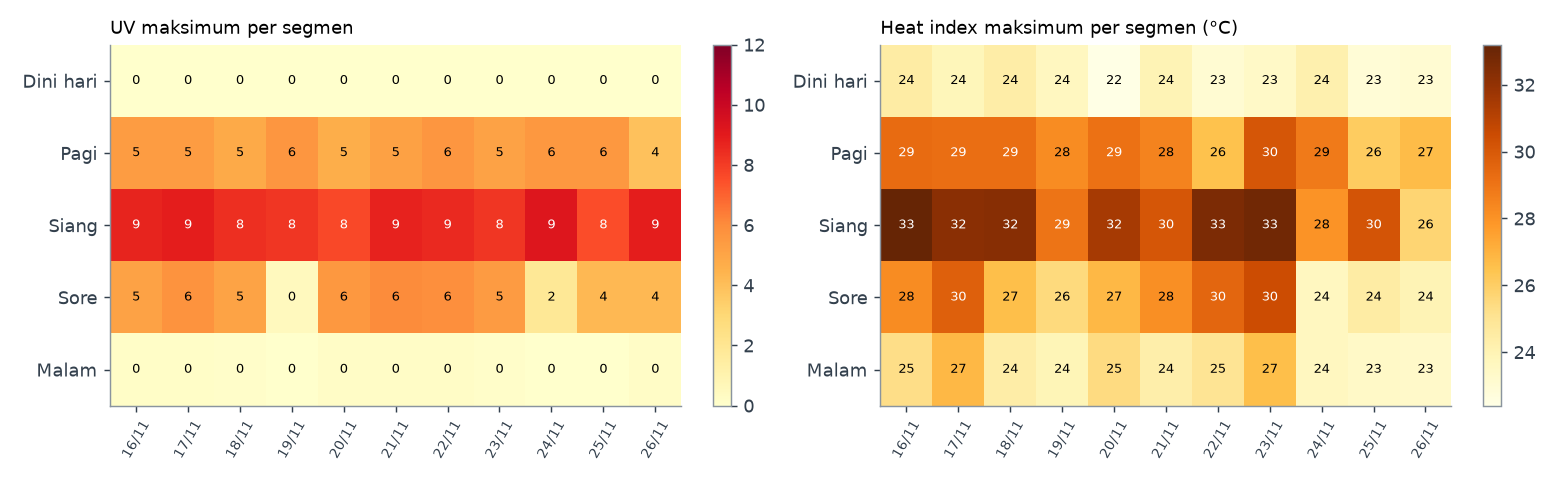 UV maksimum per segmen
12
10
8
6
4
2
0
Dini hari 0 0 0 0 0 0 0 0 0 0 0
Pagi 5 5 5 6 5 5 6 5 6 6 4
Siang 9 9 8 8 8 9 9 8 9 8 9
Sore 5 6 5 0 6 6 6 5 2 4 4
Malam 0 0 0 0 0 0 0 0 0 0 0
16/11 17/11 18/11 19/11 20/11 21/11 22/11 23/11 24/11 25/11 26/11
Heat index maksimum per segmen (°C)
32
30
28
26
24
Dini hari 24 24 24 24 22 24 23 23 24 23 23
Pagi 29 29 29 28 29 28 26 30 29 26 27
Siang 33 32 32 29 32 30 33 33 28 30 26
Sore 28 30 27 26 27 28 30 30 24 24 24
Malam 25 27 24 24 25 24 25 27 24 23 23
16/11 17/11 18/11 19/11 20/11 21/11 22/11 23/11 24/11 25/11 26/11